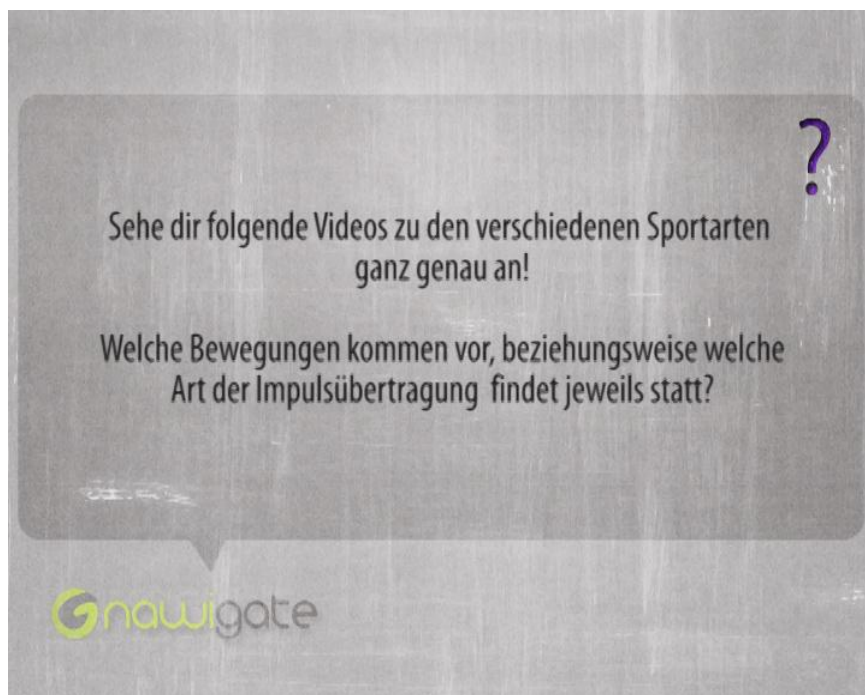 ?
Sehe dir folgende Videos zu den verschiedenen Sportarten
ganz genau an!
Welche Bewegungen kommen vor, beziehungsweise welche
Art der Impulsübertragung findet jeweils statt?
nawigate